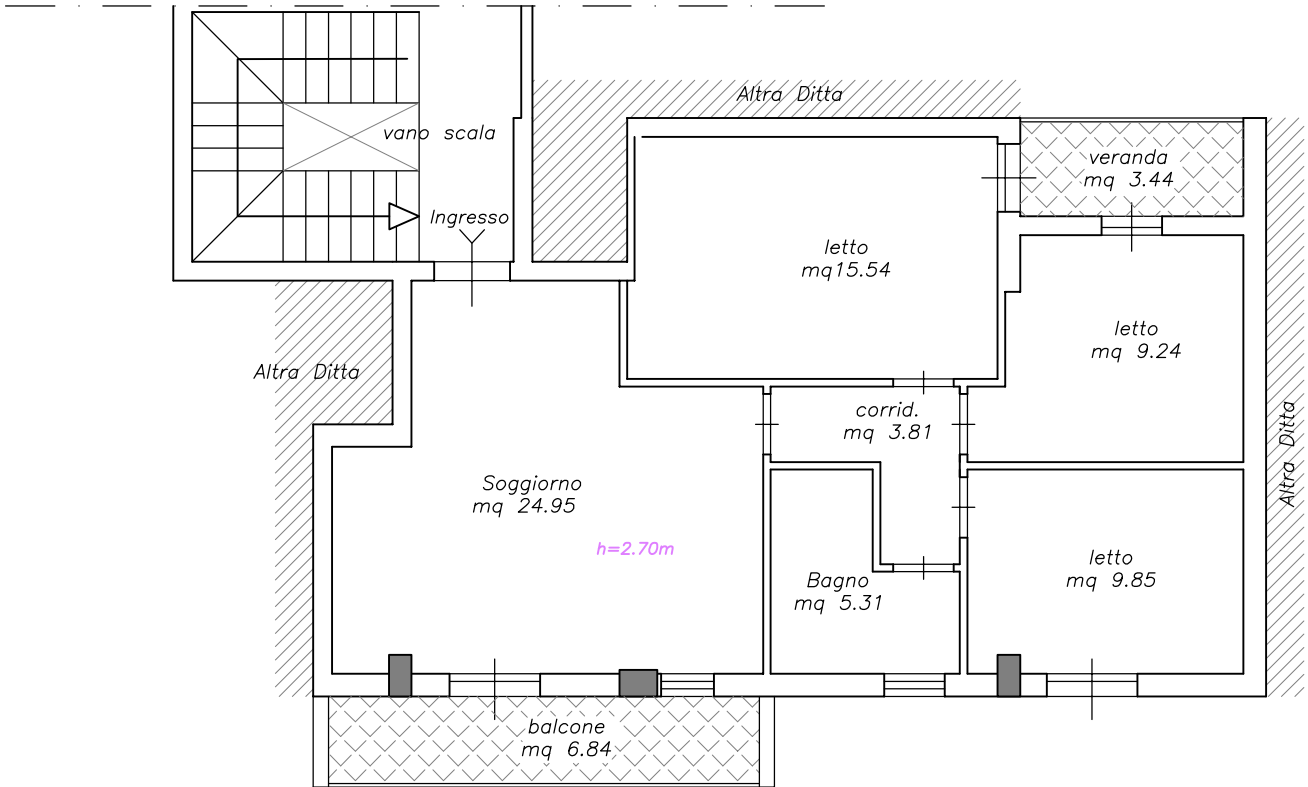 Altra Ditta
vano scala
veranda
mq 3.44
Ingresso
letto
mq15.54
letto
mq 9.24
Altra Ditta
corrid.
mq 3.81
Altra Ditta
Soggiorno
mq 24.95
h=2.70m
letto
mq 9.85
Bagno
mq 5.31
balcone
mq 6.84